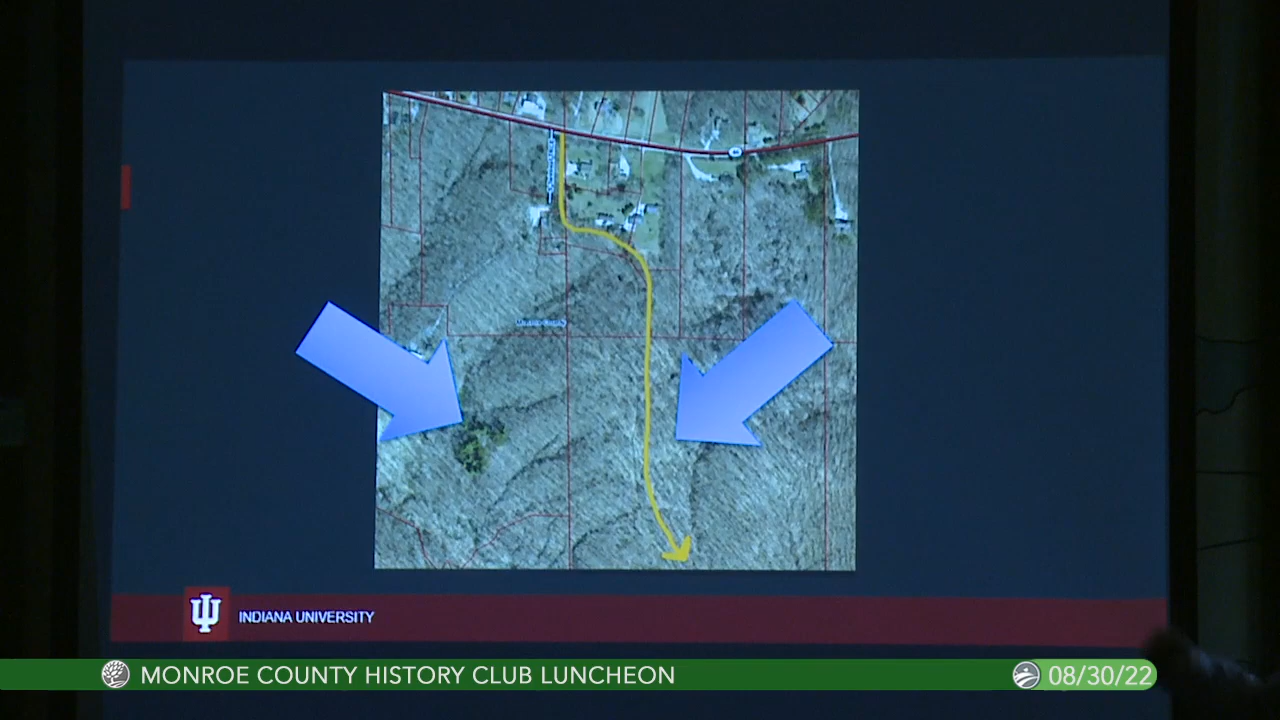 INDIANA UNIVERSITY
MONROE COUNTY HISTORY CLUB LUNCHEON
08/30/22